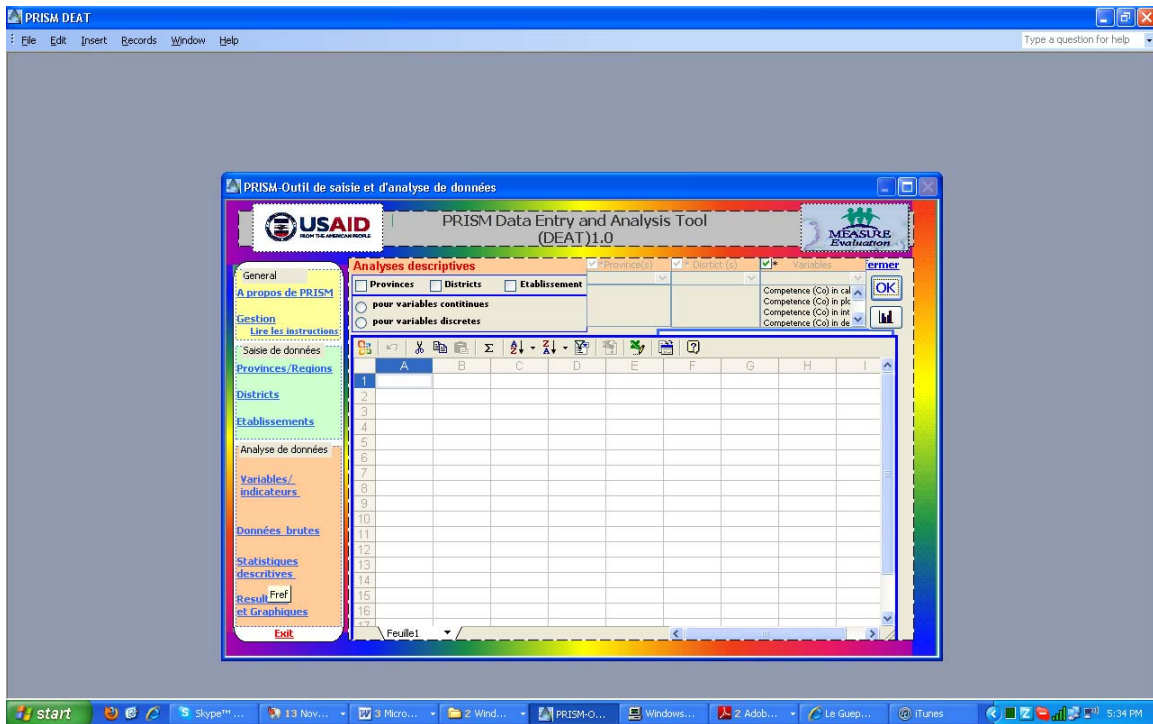 PRISM DEAT
File Edit Insert Records Window Help
Type a question for help
PRISM-Outil de saisie et d'analyse de données
USAID
FROM THE AMERICAN PEOPLE
PRISM Data Entry and Analysis Tool
(DEAT)1.0
MEASURE
Evaluation
General
A propos de PRISM
Gestion
Lire les instructions
Saisie de données
Provinces/Regions
Districts
Etablissements
Analyse de données
Variables/
indicateurs
Données brutes
Statistiques
descritives
Result
Fref
et Graphiques
Exit
Analyses descriptives
*Province(s)
* Disrtict (s)
* Variables
Fermer
Provinces Districts Etablissement
pour variables contitinues
pour variables discretes
Competence (Co) in cal
Competence (Co) in plc
Competence (Co) in int
Competence (Co) in de
OK
A B C D E F G H I
1
2
3
4
5
6
7
8
9
10
11
12
13
14
15
16
17
Feuille1
start
Skype™ ...
13 Nov...
3 Micro...
2 Wind...
PRISM-O...
Windows...
2 Adob...
Le Guep...
iTunes
5:34 PM